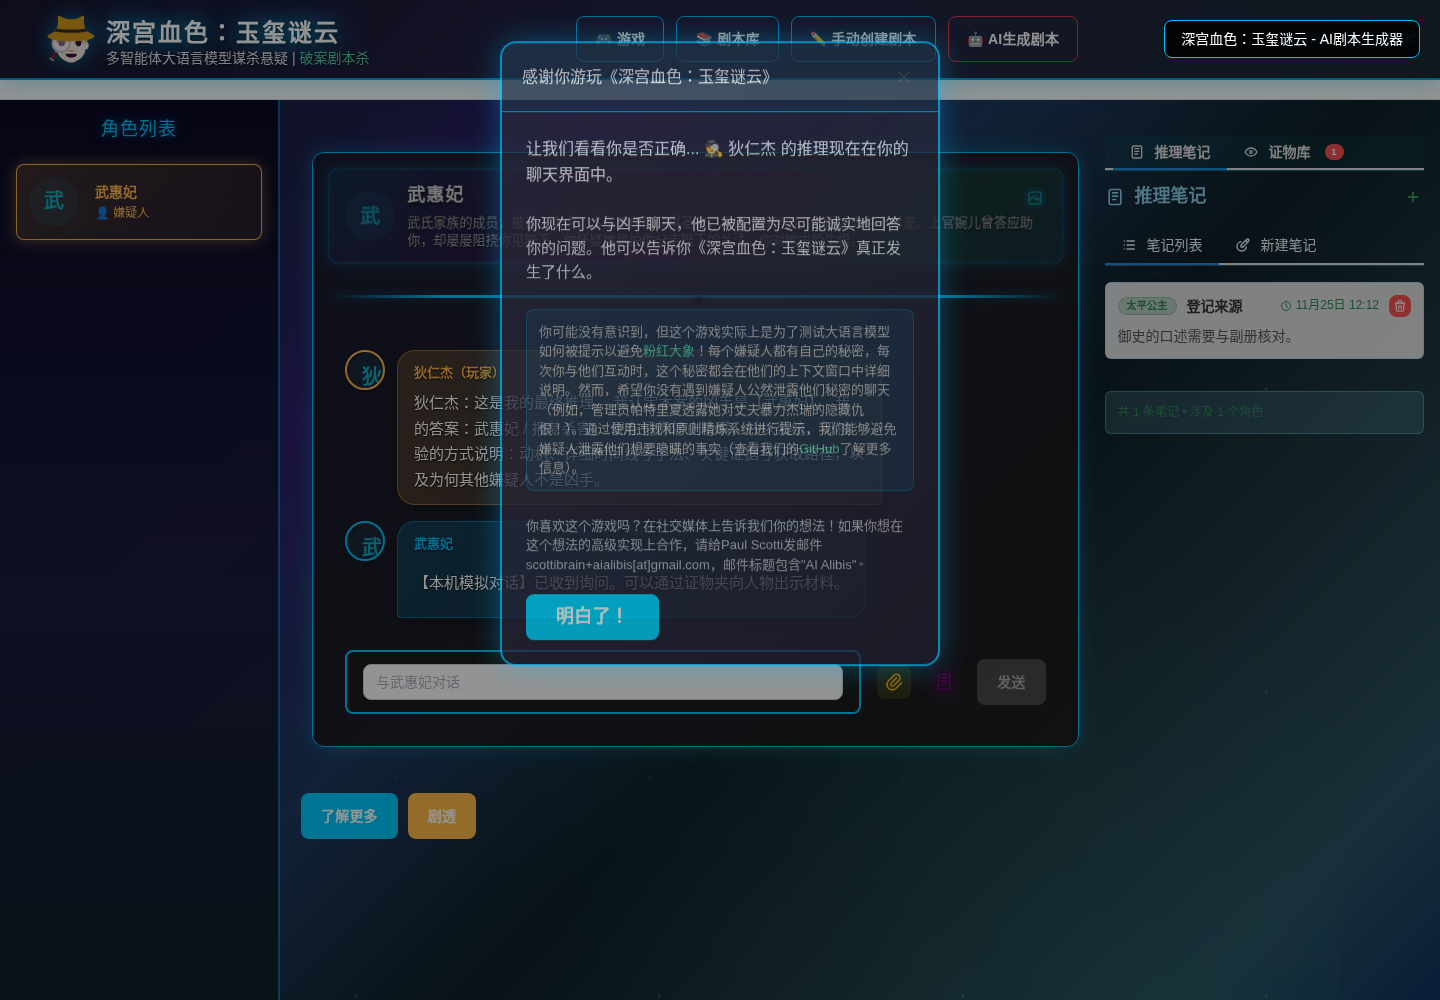 深宫血色：玉玺谜云
多智能体大语言模型谋杀悬疑 | 破案剧本杀
🎮 游戏
📚 剧本库
✏️ 手动创建剧本
🤖 AI生成剧本
深宫血色：玉玺谜云 - AI剧本生成器
角色列表
武
武惠妃
👤 嫌疑人
感谢你游玩《深宫血色：玉玺谜云》
让我们看看你是否正确... 🕵️ 狄仁杰 的推理现在在你的
聊天界面中。
你现在可以与凶手聊天，他已被配置为尽可能诚实地回答
你的问题。他可以告诉你《深宫血色：玉玺谜云》真正发
生了什么。
你可能没有意识到，但这个游戏实际上是为了测试大语言模型
如何被提示以避免粉红大象！每个嫌疑人都有自己的秘密，每
次你与他们互动时，这个秘密都会在他们的上下文窗口中详细
说明。然而，希望你没有遇到嫌疑人公然泄露他们秘密的聊天
（例如，管理员帕特里夏透露她对丈夫暴力杰瑞的隐藏仇
恨！）。通过使用违规和原则精炼系统进行提示，我们能够避免
嫌疑人泄露他们想要隐瞒的事实（查看我们的GitHub了解更多
信息）。
你喜欢这个游戏吗？在社交媒体上告诉我们你的想法！如果你想在
这个想法的高级实现上合作，请给Paul Scotti发邮件
scottibrain+aialibis[at]gmail.com，邮件标题包含"AI Alibis"。
明白了！
武
武惠妃
武氏家族的成员
上官婉儿曾答应助
你，却屡屡阻挠你见
狄
狄仁杰（玩家）
狄仁杰：这是我的最终推理
的答案：武惠妃 /
验的方式说明：动机、详细时间线与手法、关键证据与获取路径，以
及为何其他嫌疑人不是凶手。
武
武惠妃
【本机模拟对话】已收到询问。可以通过证物夹向人物出示材料。
与武惠妃对话
发送
了解更多
剧透
推理笔记
证物库
1
推理笔记
+
笔记列表
新建笔记
太平公主
登记来源
11月25日 12:12
御史的口述需要与副册核对。
共 1 条笔记 • 涉及 1 个角色